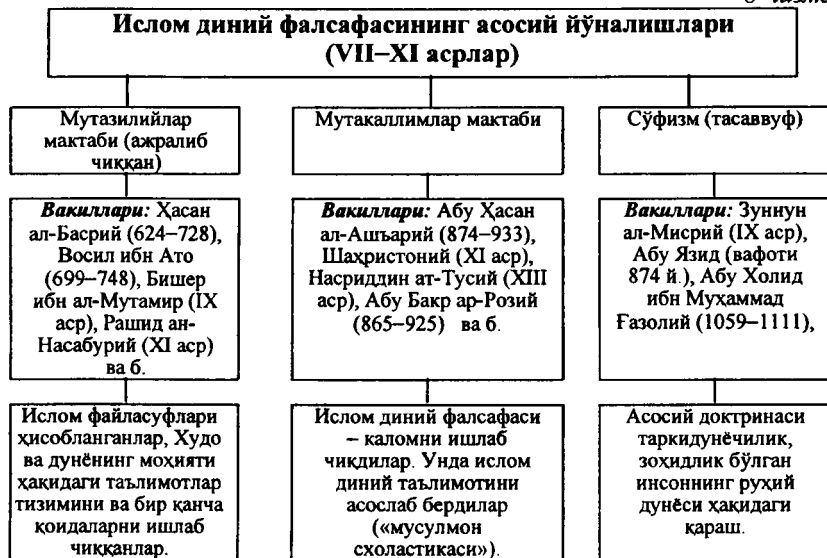 Ислом диний фалсафасининг асосий йўналишлари
(VII–XI асрлар)
Мутазилийлар
мактаби (ажралиб
чиққан)
Мутакаллимлар мактаби
Сўфизм (тасаввуф)
Вакиллари: Ҳасан
ал-Басрий (624–728),
Восил ибн Ато
(699–748), Бишер
ибн ал-Мутамир (IX
аср), Рашид ан-
Насабурий (XI аср)
ва б.
Вакиллари: Абу Ҳасан
ал-Ашъарий (874–933),
Шаҳристоний (XI аср),
Насриддин ат-Тусий (XIII
аср), Абу Бакр ар-Розий
(865–925) ва б.
Вакиллари: Зуннун
ал-Мисрий (IX аср),
Абу Язид (вафоти
874 й.), Абу Холид
ибн Муҳаммад
Ғазолий (1059–1111),
Ислом файласуфлари
ҳисобланганлар, Худо
ва дунёнинг моҳияти
ҳақидаги таълимотлар
тизимини ва бир қанча
қоидаларни ишлаб
чиққанлар.
Ислом диний фалсафаси
– каломни ишлаб
чиқдилар. Унда ислом
диний таълимотини
асослаб бердилар
(«мусулмон
схоластикаси»).
Асосий доктринаси
таркидунёчилик,
зоҳидлик бўлган
инсоннинг руҳий
дунёси ҳақидаги
қараш.